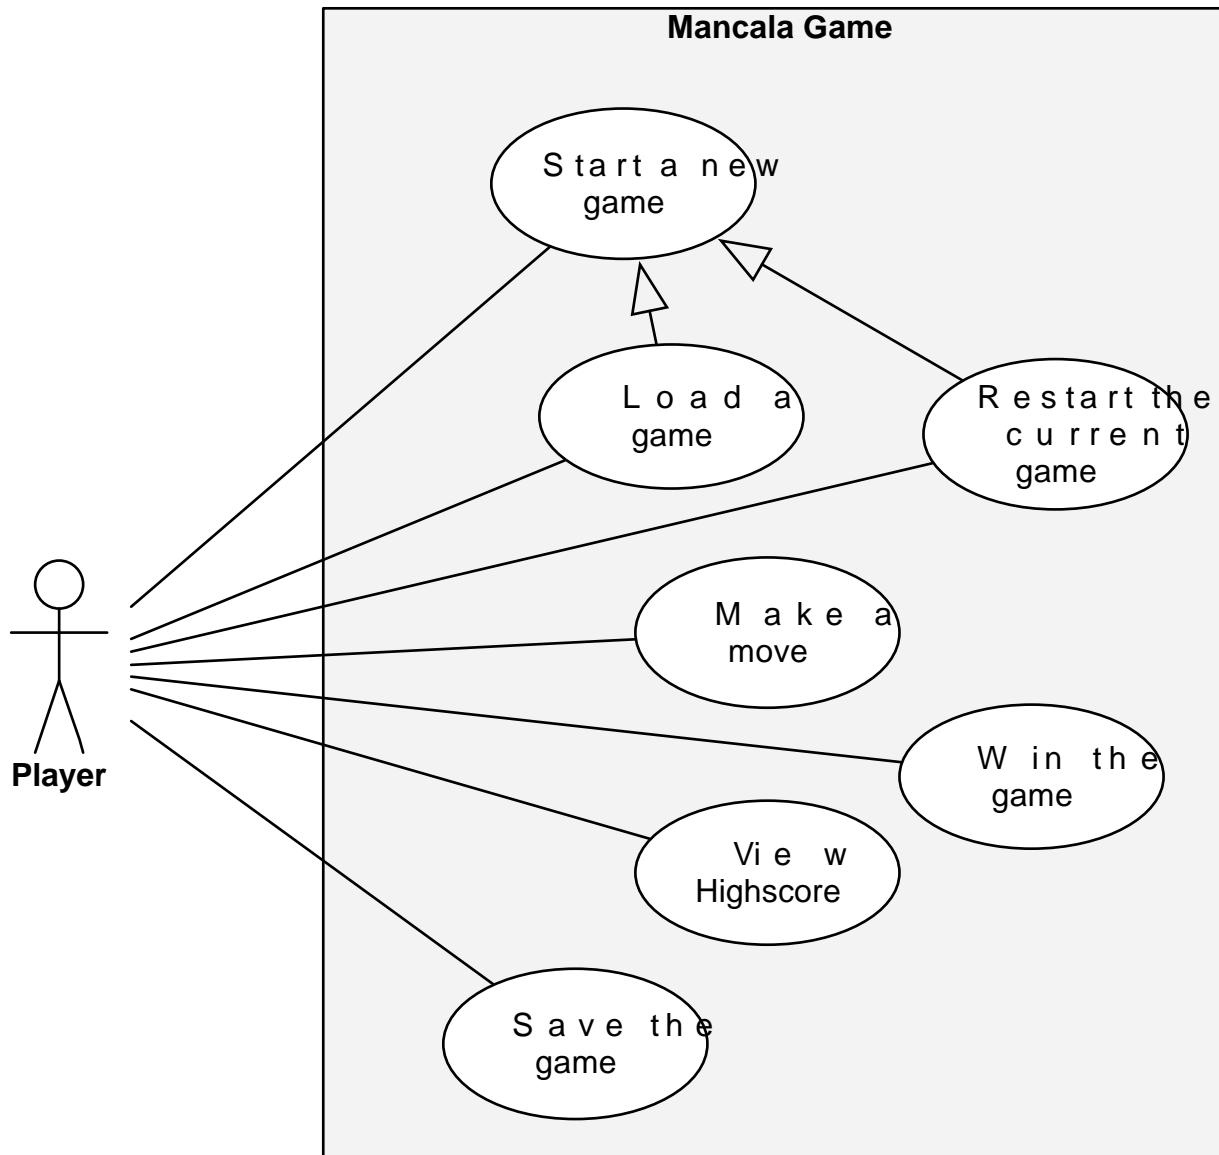 Mancala Game
Start a new
game
Load a
game
Restart the
current
game
Make a
move
Player
Win the
game
View
Highscore
Save the
game